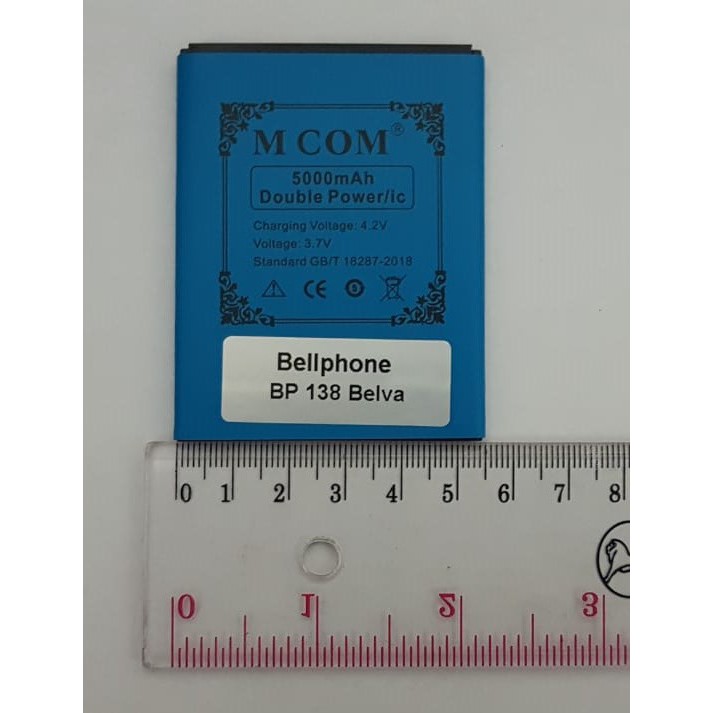 M COM®
5000mAh
Double Power/ic
Charging Voltage: 4.2V
Voltage: 3.7V
Standard GB/T 18287-2018
CE
Bellphone
BP 138 Belva
0 1 2 3 4 5 6 7 8
0 1 2 3